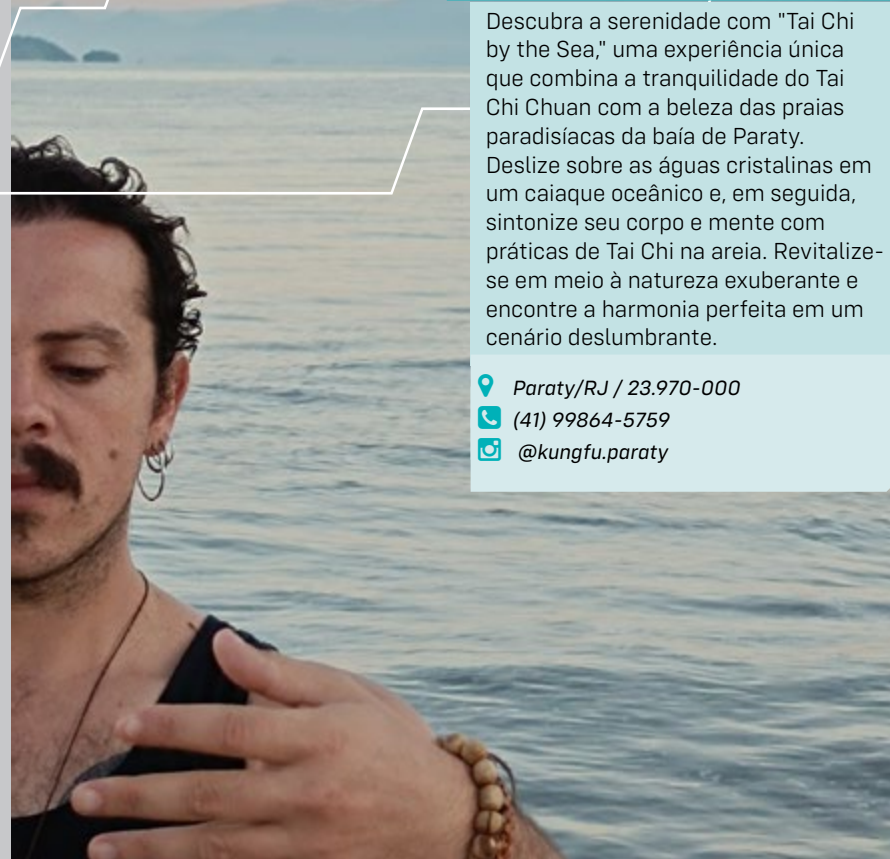 Descubra a serenidade com "Tai Chi
by the Sea," uma experiência única
que combina a tranquilidade do Tai
Chi Chuan com a beleza das praias
paradisíacas da baía de Paraty.
Deslize sobre as águas cristalinas em
um caiaque oceânico e, em seguida,
sintonize seu corpo e mente com
práticas de Tai Chi na areia. Revitalize-
se em meio à natureza exuberante e
encontre a harmonia perfeita em um
cenário deslumbrante.
Paraty/RJ / 23.970-000
(41) 99864-5759
@kungfu.paraty